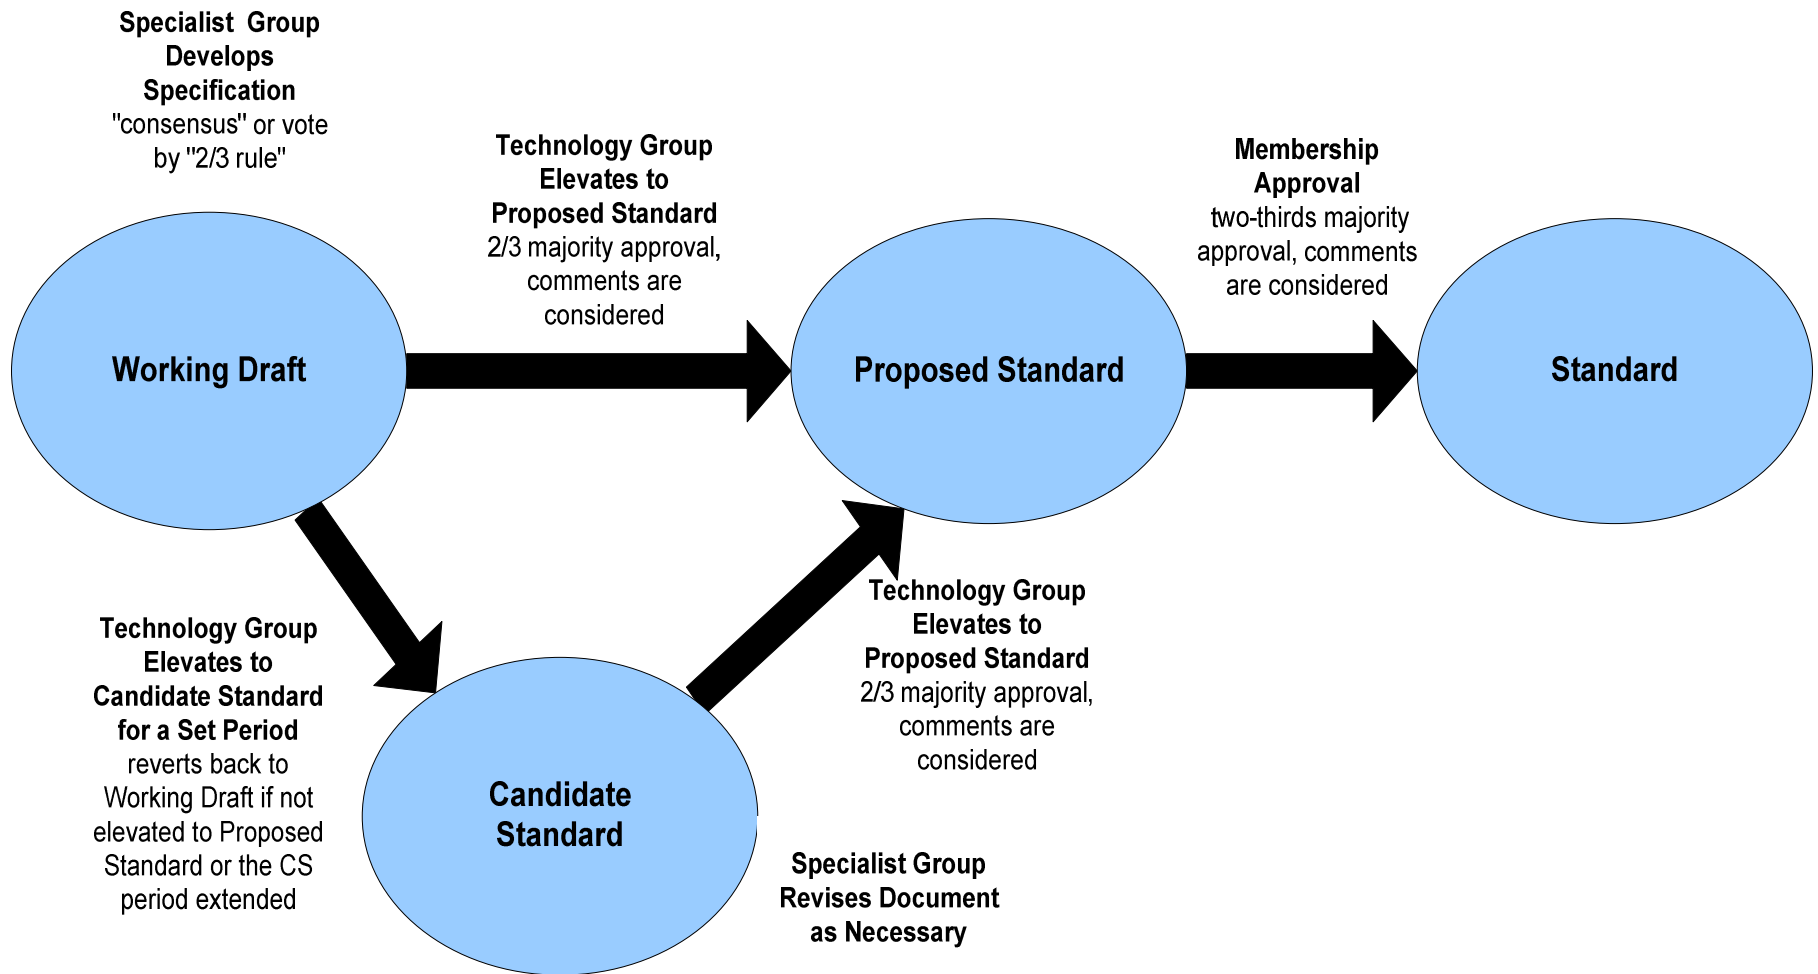 Specialist Group
Develops
Specification
"consensus" or vote
by "2/3 rule"
Technology Group
Elevates to
Proposed Standard
2/3 majority approval,
comments are
considered
Membership
Approval
two-thirds majority
approval, comments
are considered
Working Draft
Proposed Standard
Standard
Technology Group
Elevates to
Candidate Standard
for a Set Period
reverts back to
Working Draft if not
elevated to Proposed
Standard or the CS
period extended
Technology Group
Elevates to
Proposed Standard
2/3 majority approval,
comments are
considered
Candidate
Standard
Specialist Group
Revises Document
as Necessary